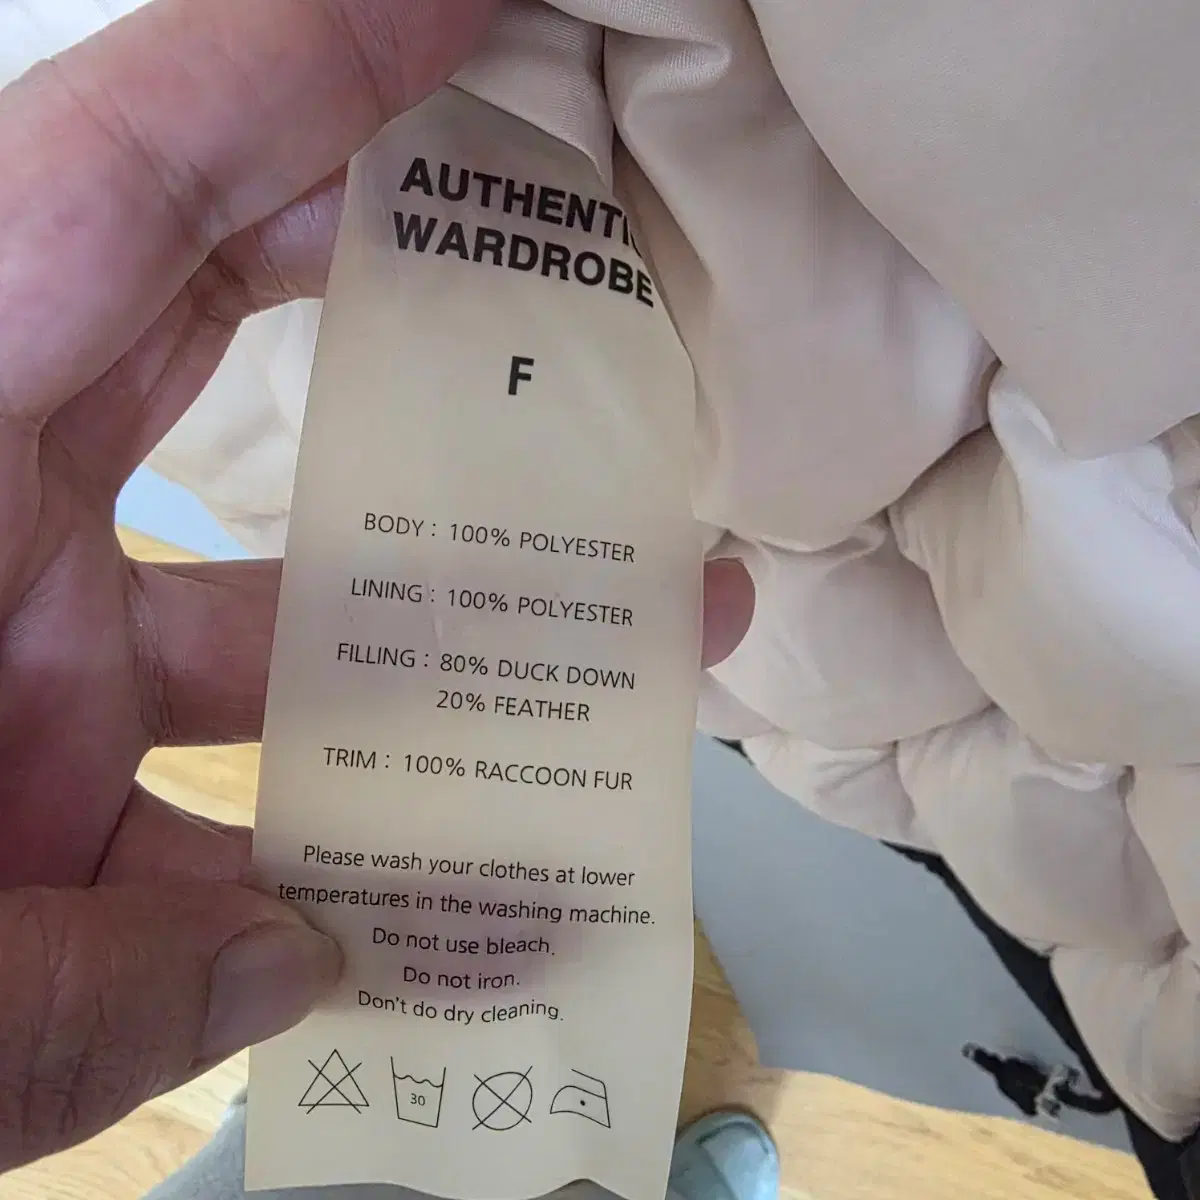 AUTHENTIC
WARDROBE
F
BODY : 100% POLYESTER
LINING : 100% POLYESTER
FILLING : 80% DUCK DOWN
20% FEATHER
TRIM : 100% RACCOON FUR
Please wash your clothes at lower
temperatures in the washing machine.
Do not use bleach.
Do not iron.
Don't do dry cleaning.
30